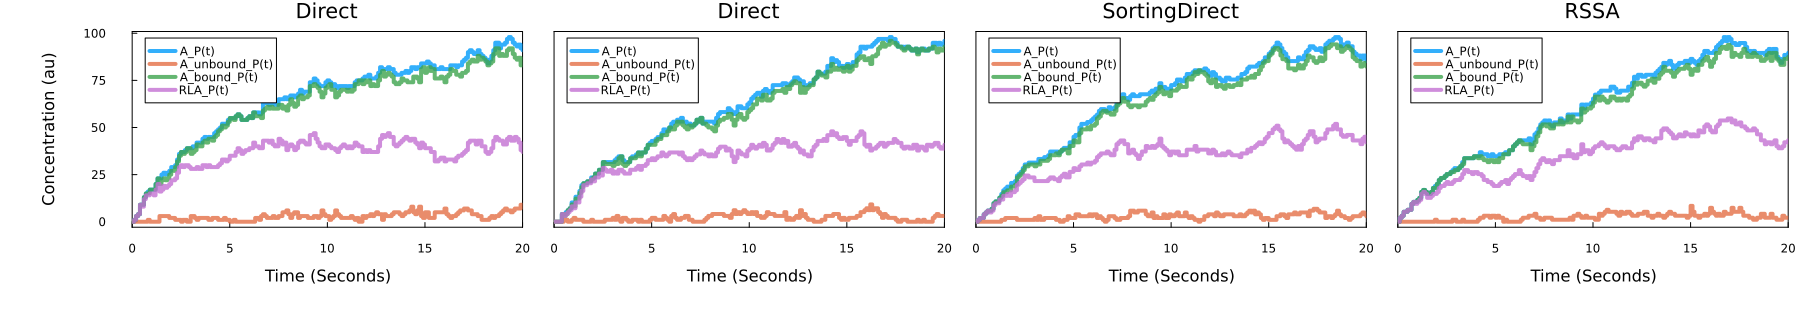 Direct
Direct
SortingDirect
RSSA
Concentration (au)
100
75
50
25
0
A_P(t)
A_unbound_P(t)
A_bound_P(t)
RLA_P(t)
A_P(t)
A_unbound_P(t)
A_bound_P(t)
RLA_P(t)
A_P(t)
A_unbound_P(t)
A_bound_P(t)
RLA_P(t)
A_P(t)
A_unbound_P(t)
A_bound_P(t)
RLA_P(t)
0 5 10 15 20
0 5 10 15 20
0 5 10 15 20
0 5 10 15 20
Time (Seconds)
Time (Seconds)
Time (Seconds)
Time (Seconds)